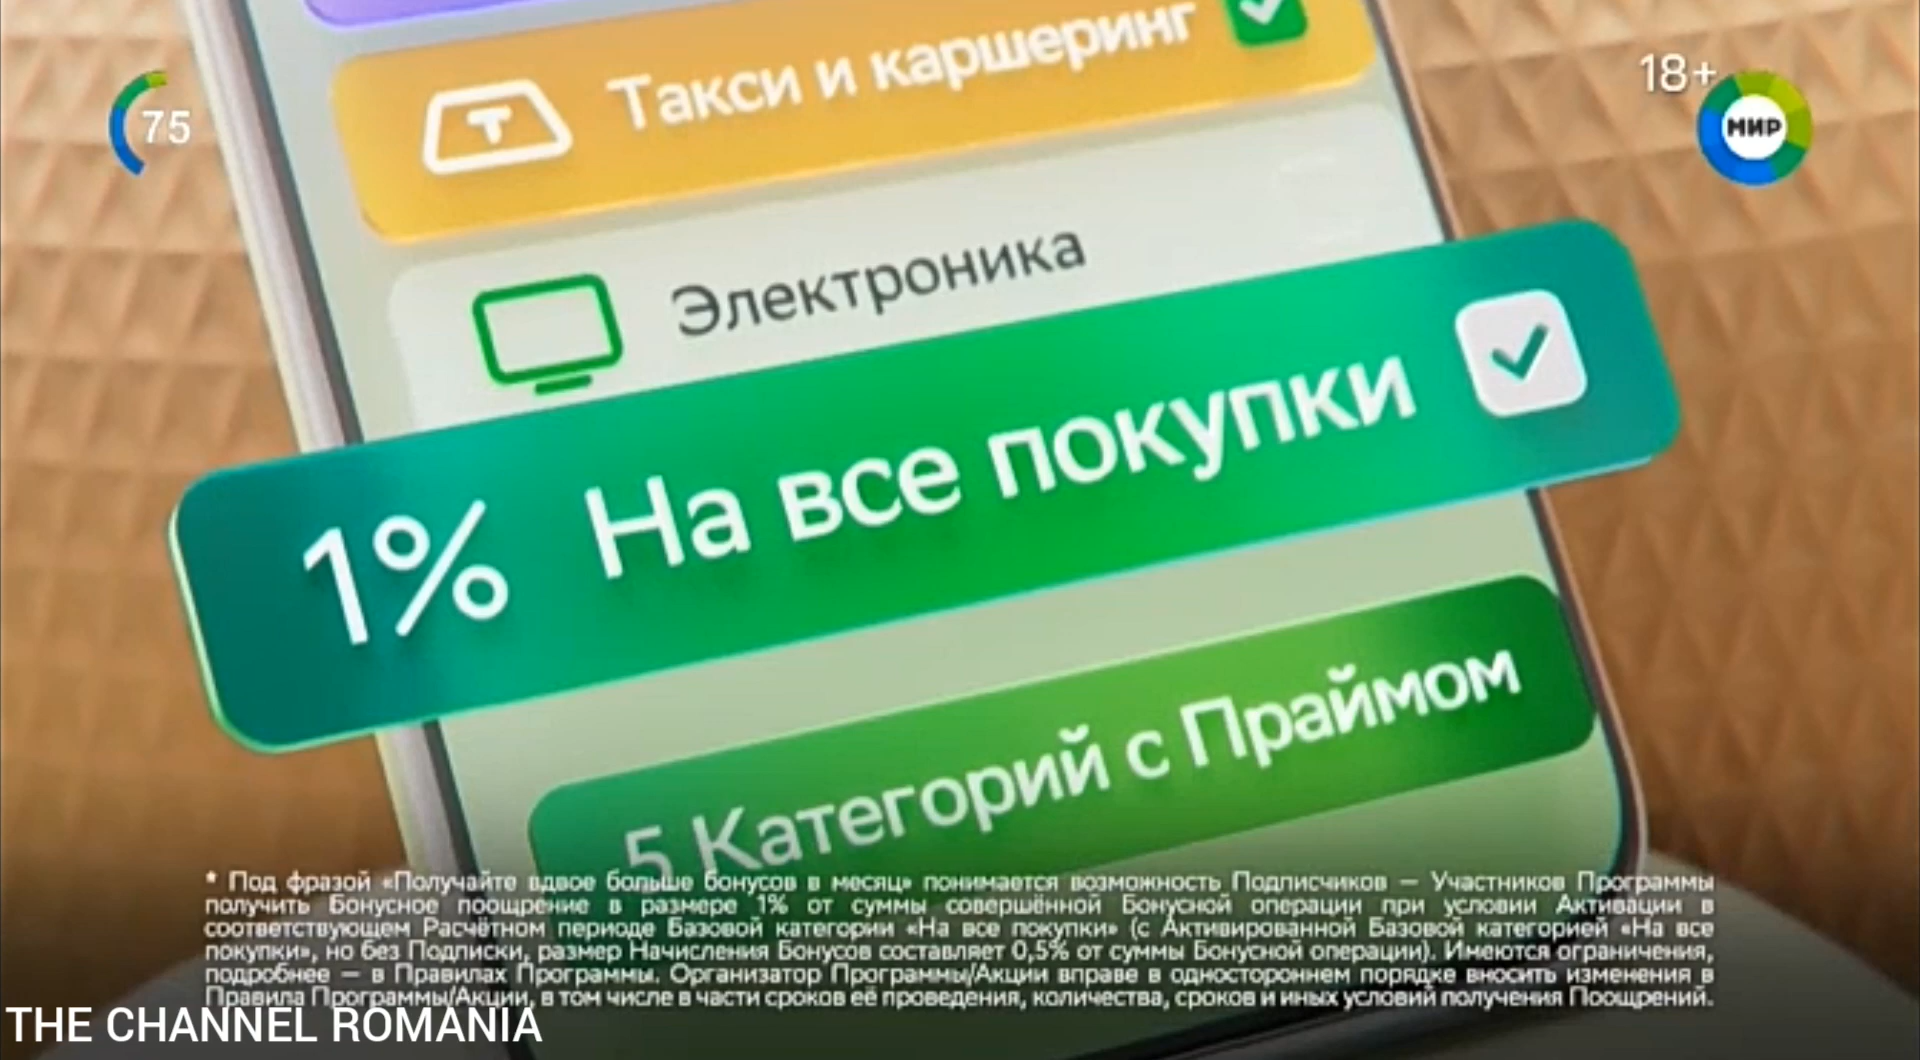 Такси и каршеринг
18+
75
МИР
Электроника
1% На все покупки
5 Категорий с Праймом
* Под фразой «Получайте вдвое больше бонусов в месяц» понимается возможность Подписчиков — Участников Программы
получить Бонусное поощрение в размере 1% от суммы совершённой Бонусной операции при условии Активации в
соответствующем Расчётном периоде Базовой категории «На все покупки» (с Активированной Базовой категорией «На все
покупки», но без Подписки, размер Начисления Бонусов составляет 0,5% от суммы Бонусной операции). Имеются ограничения,
подробнее — в Правилах Программы. Организатор Программы/Акции вправе в одностороннем порядке вносить изменения в
Правила Программы/Акции, в том числе в части сроков её проведения, количества, сроков и иных условий получения Поощрений.
THE CHANNEL ROMANIA